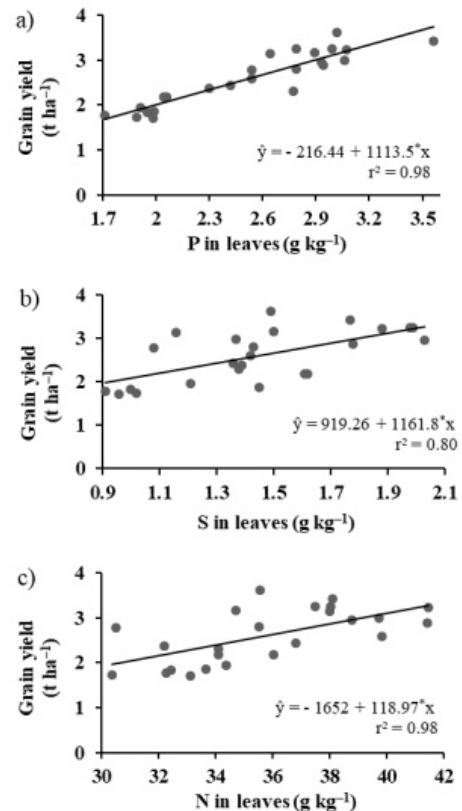 a)
4
3
2
1
0
Grain yield
(t ha⁻¹)
ŷ = - 216.44 + 1113.5*x
r² = 0.98
1.7 2 2.3 2.6 2.9 3.2 3.5
P in leaves (g kg⁻¹)
b)
4
3
2
1
0
Grain yield
(t ha⁻¹)
ŷ = 919.26 + 1161.8*x
r² = 0.80
0.9 1.1 1.3 1.5 1.7 1.9 2.1
S in leaves (g kg⁻¹)
c)
4
3
2
1
0
Grain yield
(t ha⁻¹)
ŷ = - 1652 + 118.97*x
r² = 0.98
30 32 34 36 38 40 42
N in leaves (g kg⁻¹)